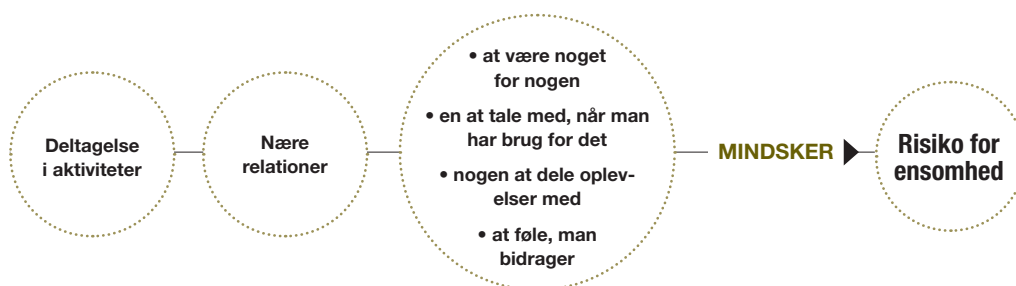 Deltagelse
i aktiviteter
Nære
relationer
• at være noget
for nogen
• en at tale med, når man
har brug for det
• nogen at dele oplev-
elser med
• at føle, man
bidrager
MINDSKER
Risiko for
ensomhed